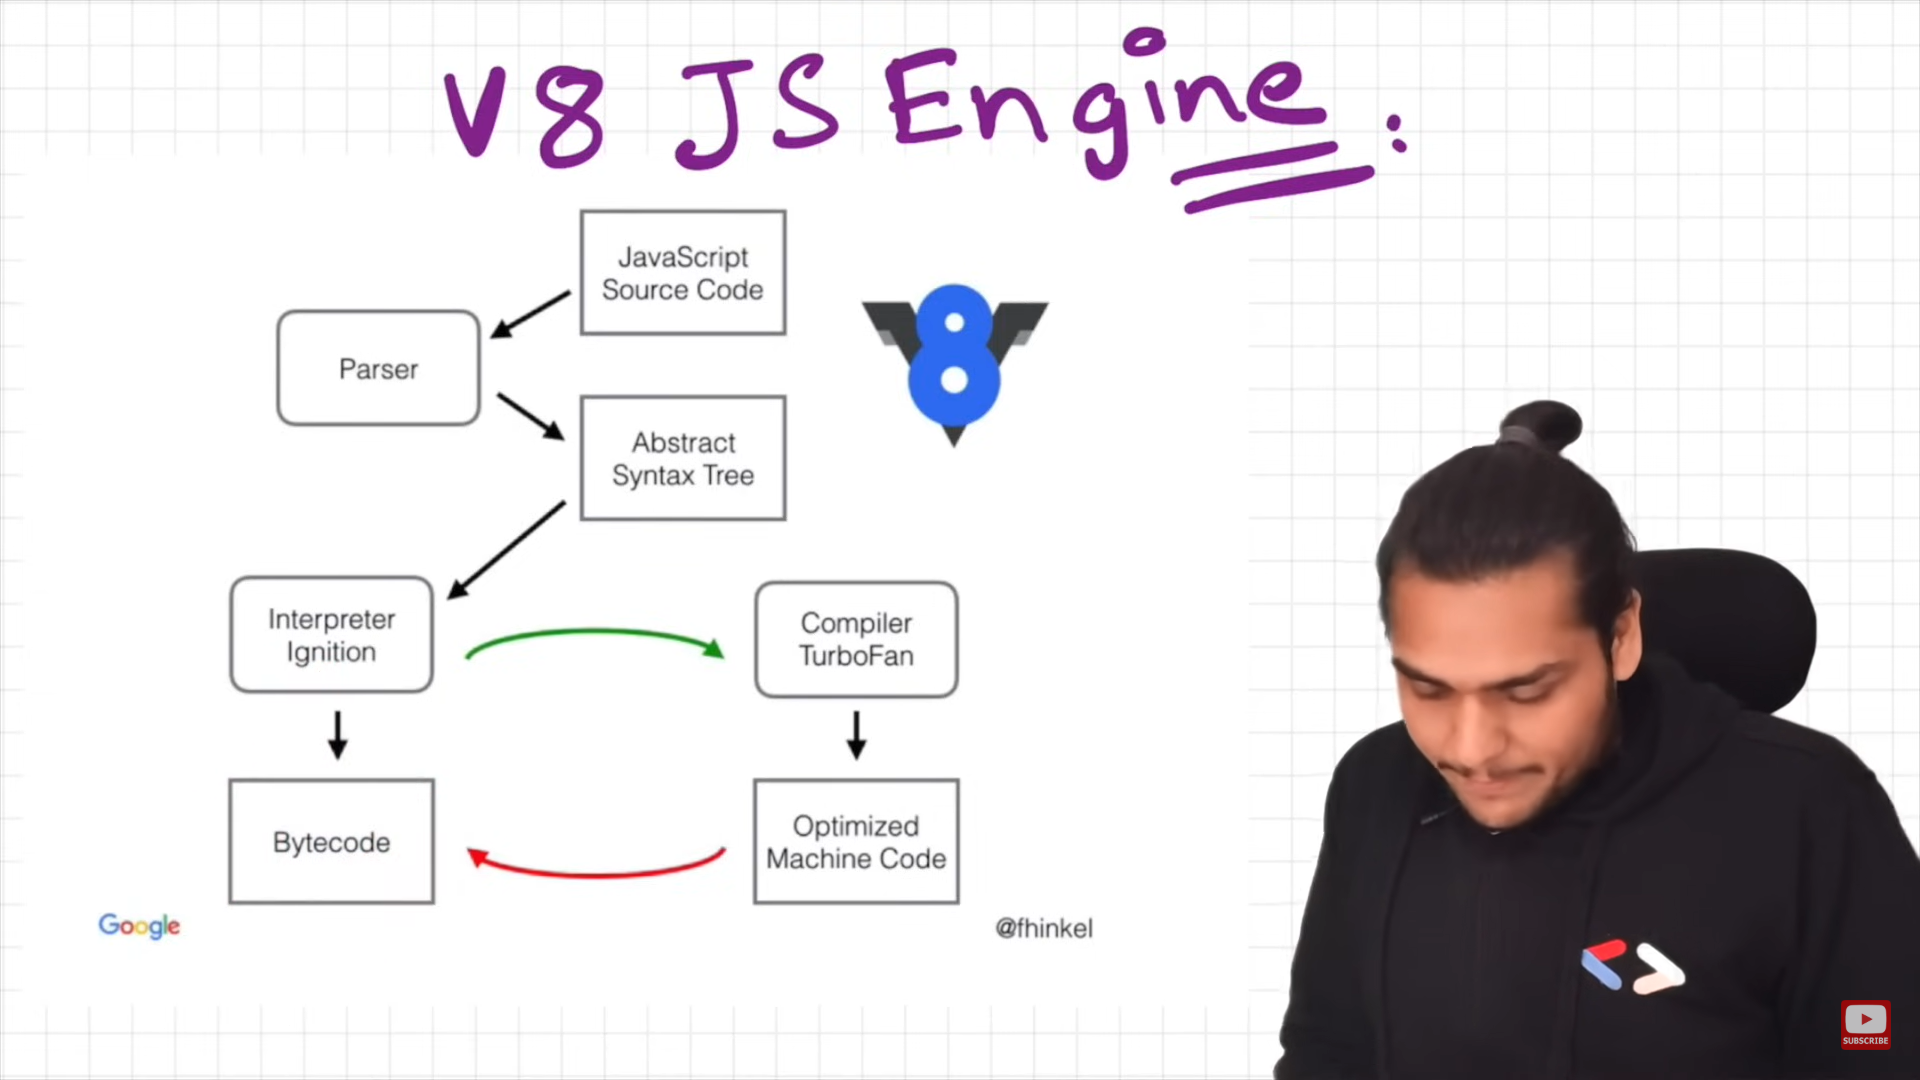 V8 JS Engine :
JavaScript
Source Code
Parser
Abstract
Syntax Tree
Interpreter
Ignition
Compiler
TurboFan
Bytecode
Optimized
Machine Code
Google
@fhinkel
SUBSCRIBE